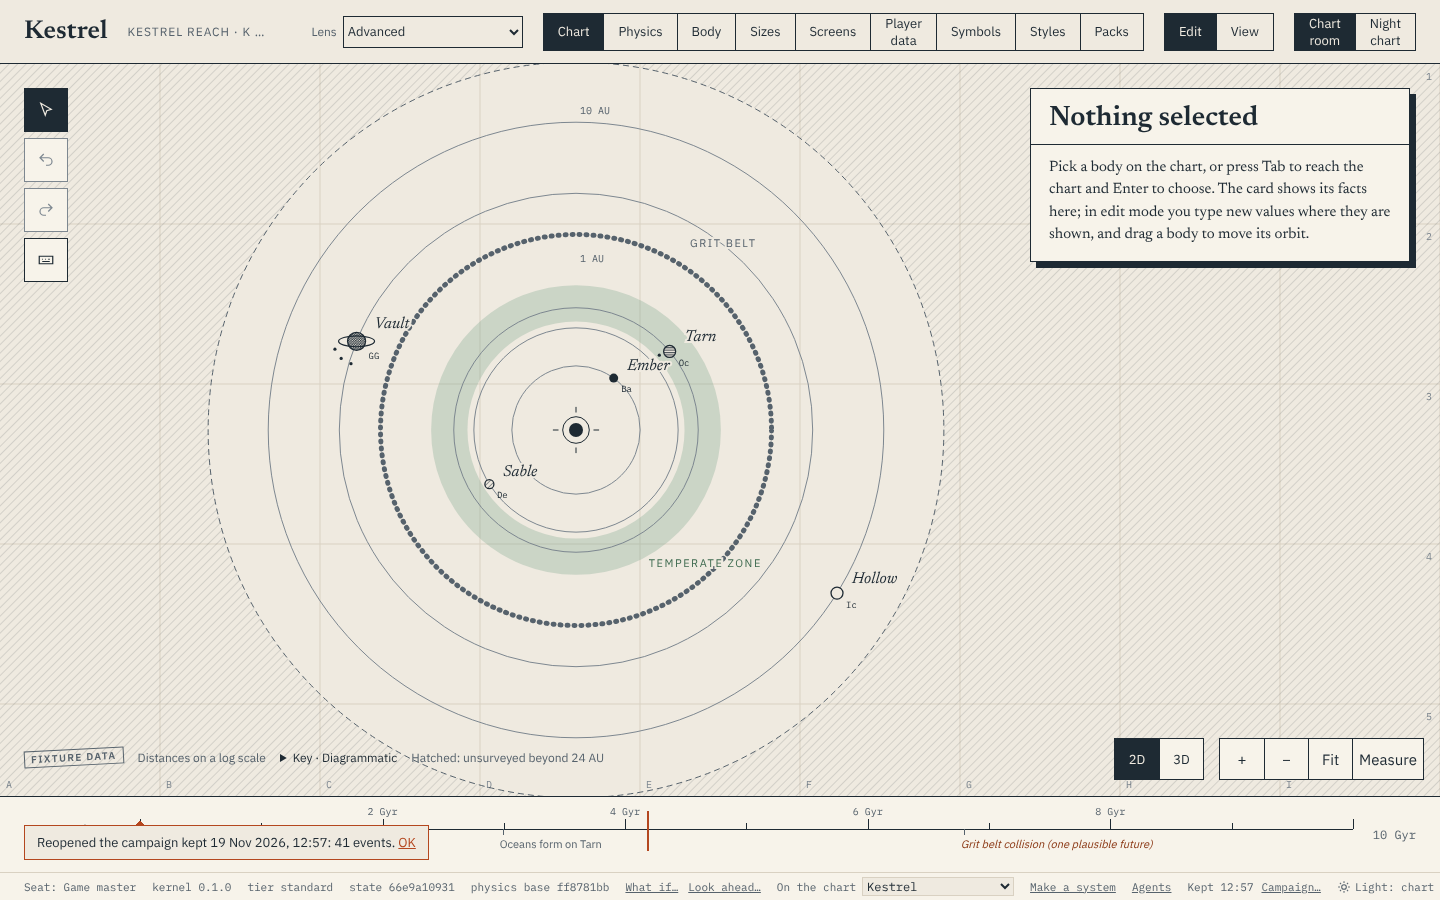 Kestrel
KESTREL REACH · K ...
Lens
Advanced
Chart
Physics
Body
Sizes
Screens
Player data
Symbols
Styles
Packs
Edit
View
Chart room
Night chart
1
10 AU
Nothing selected
Pick a body on the chart, or press Tab to reach the
chart and Enter to choose. The card shows its facts
here; in edit mode you type new values where they are
shown, and drag a body to move its orbit.
2
GRIT BELT
1 AU
Vault
GG
Tarn
Oc
Ember
Ba
3
Sable
De
4
TEMPERATE ZONE
Hollow
Ic
5
FIXTURE DATA
Distances on a log scale
Key · Diagrammatic
Hatched: unsurveyed beyond 24 AU
2D
3D
+
−
Fit
Measure
A
B
C
D
E
F
G
H
I
2 Gyr
4 Gyr
6 Gyr
8 Gyr
10 Gyr
Reopened the campaign kept 19 Nov 2026, 12:57: 41 events. OK
Oceans form on Tarn
Grit belt collision (one plausible future)
Seat: Game master
kernel 0.1.0
tier standard
state 66e9a10931
physics base ff8781bb
What if…
Look ahead…
On the chart
Kestrel
Make a system
Agents
Kept 12:57
Campaign…
Light: chart